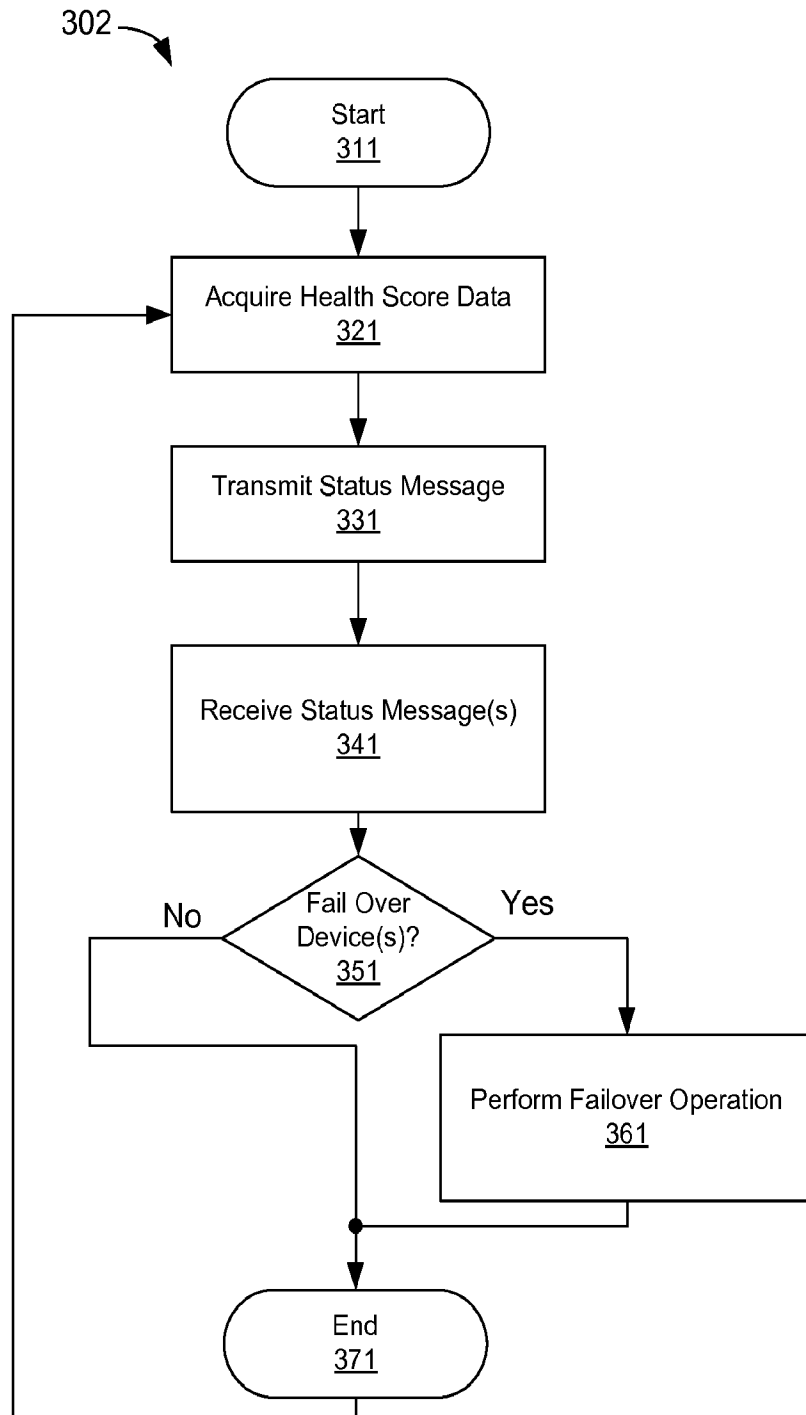 302
Start
311
Acquire Health Score Data
321
Transmit Status Message
331
Receive Status Message(s)
341
No
Fail Over
Device(s)?
351
Yes
Perform Failover Operation
361
End
371